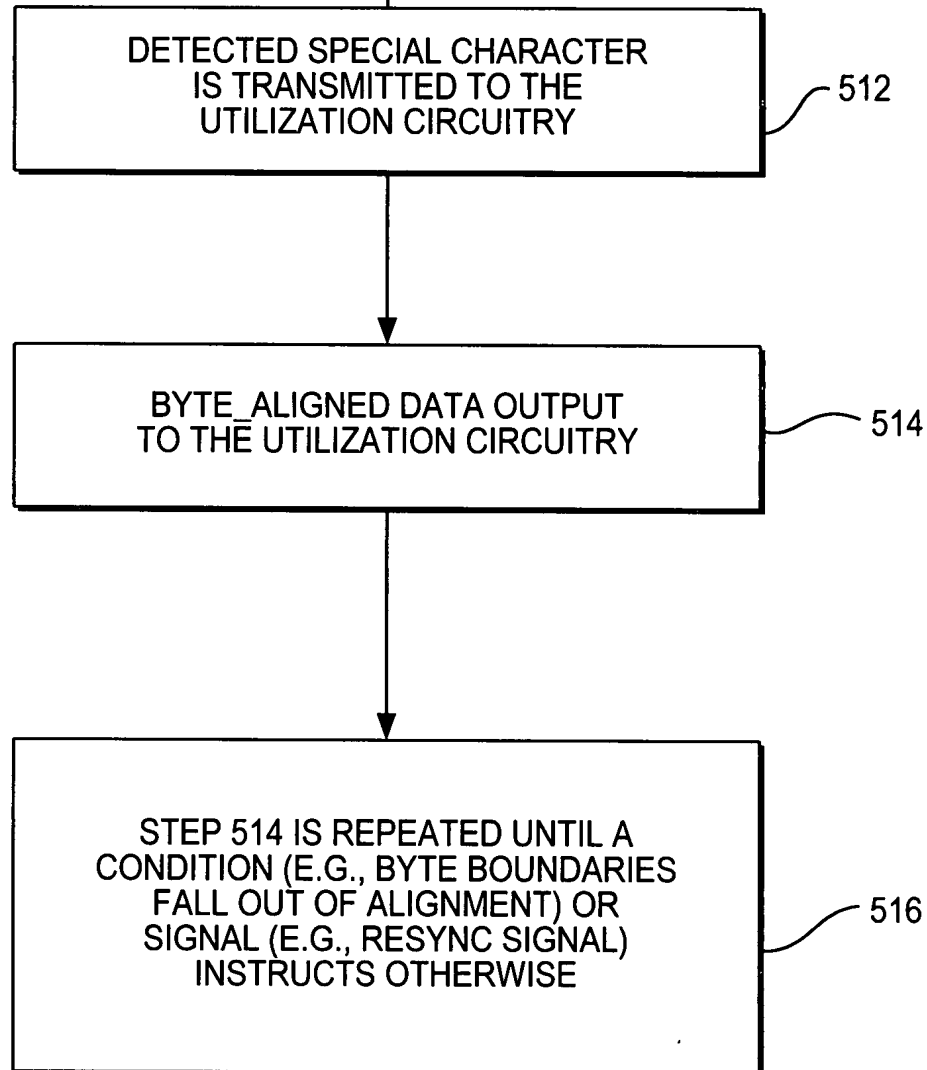 DETECTED SPECIAL CHARACTER
IS TRANSMITTED TO THE
UTILIZATION CIRCUITRY
512
BYTE_ALIGNED DATA OUTPUT
TO THE UTILIZATION CIRCUITRY
514
STEP 514 IS REPEATED UNTIL A
CONDITION (E.G., BYTE BOUNDARIES
FALL OUT OF ALIGNMENT) OR
SIGNAL (E.G., RESYNC SIGNAL)
INSTRUCTS OTHERWISE
516